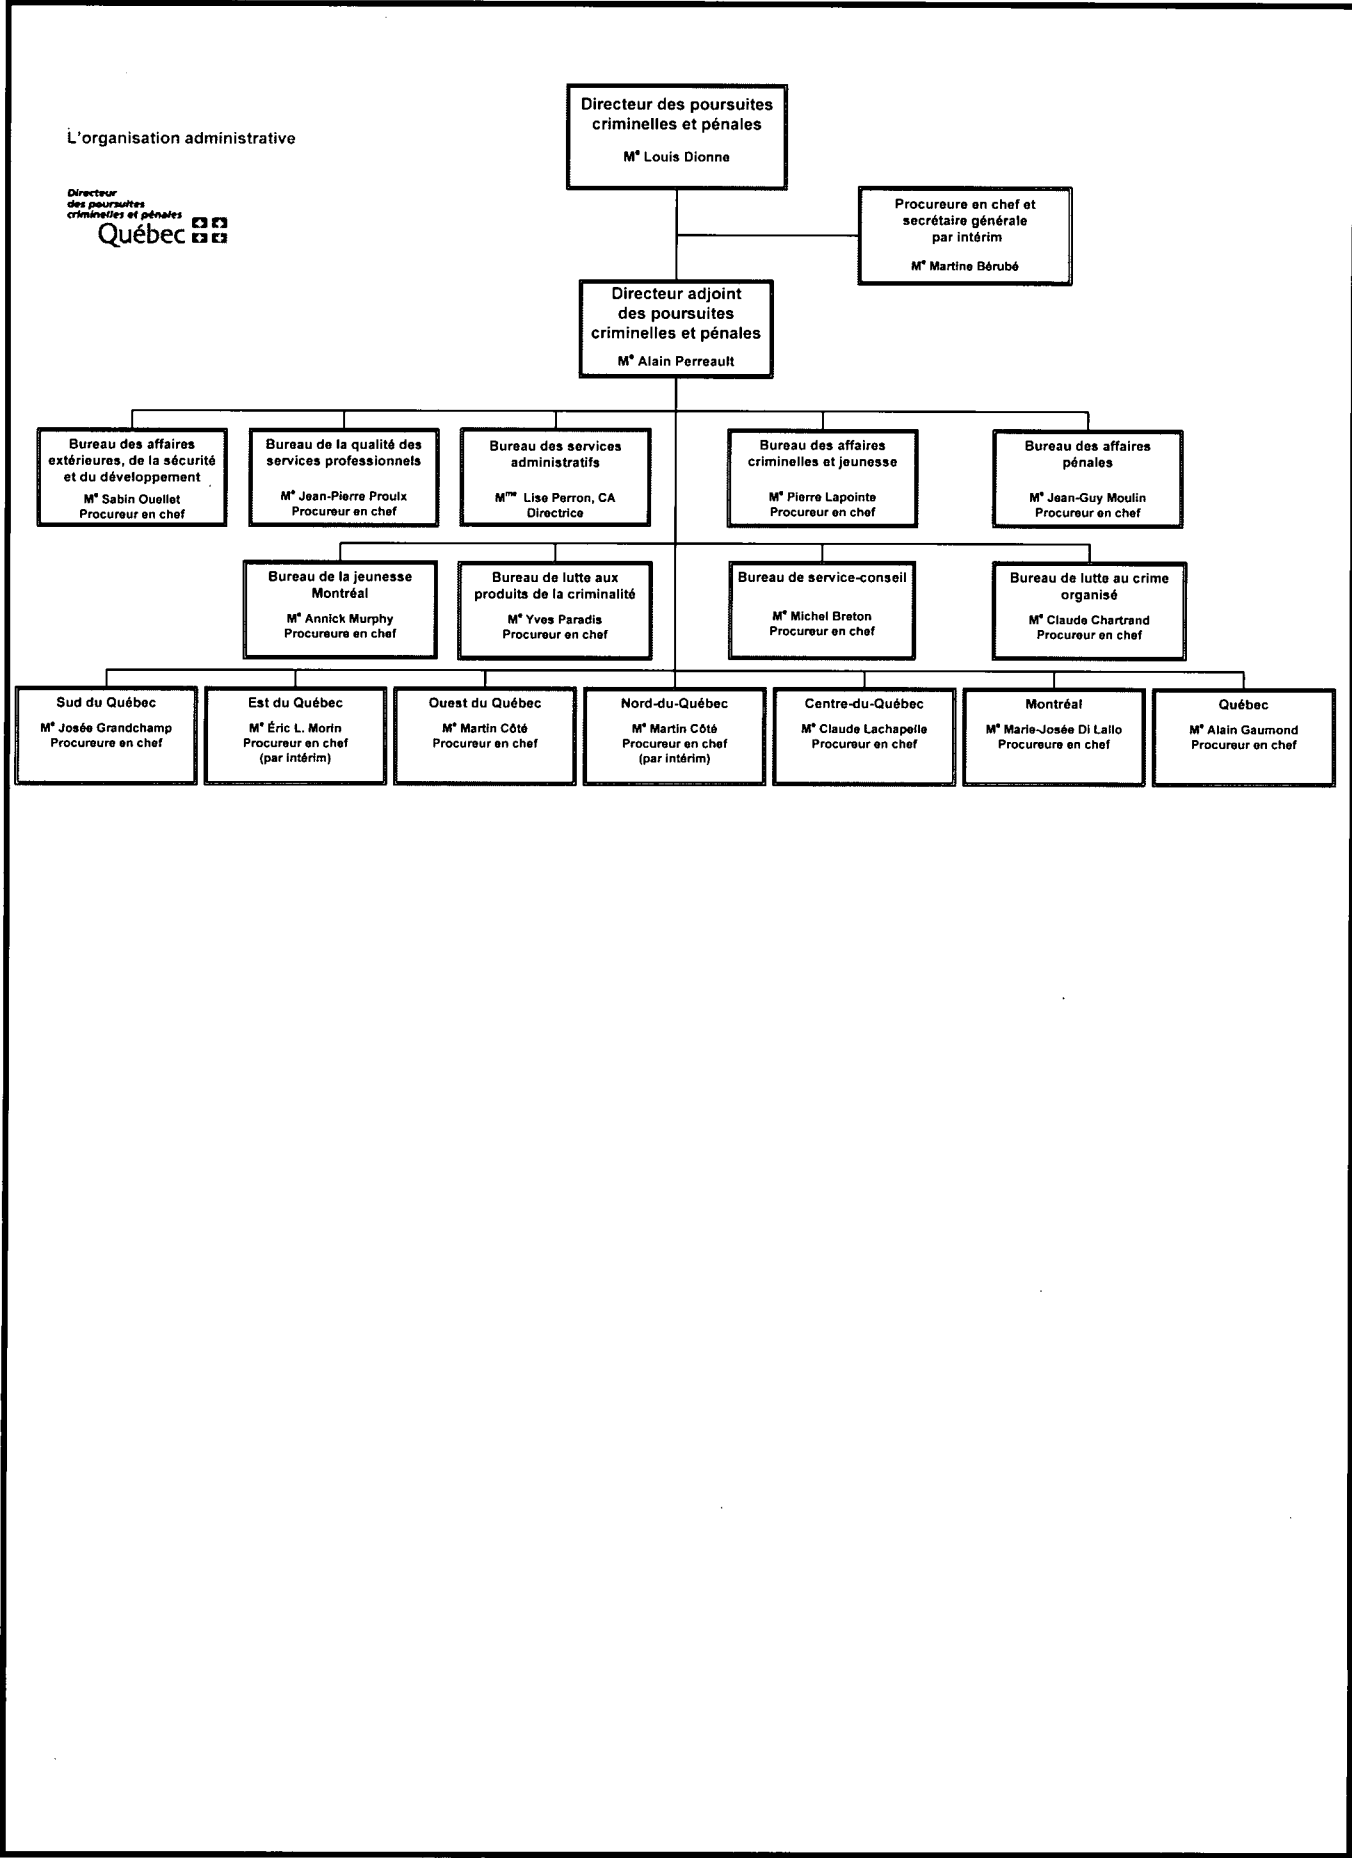 Directeur des poursuites
criminelles et pénales
Me Louis Dionne
L'organisation administrative
Directeur
des poursuites
criminelles et pénales
Québec
Procureure en chef et
secrétaire générale
par intérim
Me Martine Bérubé
Directeur adjoint
des poursuites
criminelles et pénales
Me Alain Perreault
Bureau des affaires
extérieures, de la sécurité
et du développement
Me Sabin Ouellet
Procureur en chef
Bureau de la qualité des
services professionnels
Me Jean-Pierre Proulx
Procureur en chef
Bureau des services
administratifs
Mme Lise Perron, CA
Directrice
Bureau des affaires
criminelles et jeunesse
Me Pierre Lapointe
Procureur en chef
Bureau des affaires
pénales
Me Jean-Guy Moulin
Procureur en chef
Bureau de la jeunesse
Montréal
Me Annick Murphy
Procureure en chef
Bureau de lutte aux
produits de la criminalité
Me Yves Paradis
Procureur en chef
Bureau de service-conseil
Me Michel Breton
Procureur en chef
Bureau de lutte au crime
organisé
Me Claude Chartrand
Procureur en chef
Sud du Québec
Me Josée Grandchamp
Procureure en chef
Est du Québec
Me Éric L. Morin
Procureur en chef
(par intérim)
Ouest du Québec
Me Martin Côté
Procureur en chef
Nord-du-Québec
Me Martin Côté
Procureur en chef
(par intérim)
Centre-du-Québec
Me Claude Lachapelle
Procureur en chef
Montréal
Me Marie-Josée Di Lallo
Procureure en chef
Québec
Me Alain Gaumond
Procureur en chef